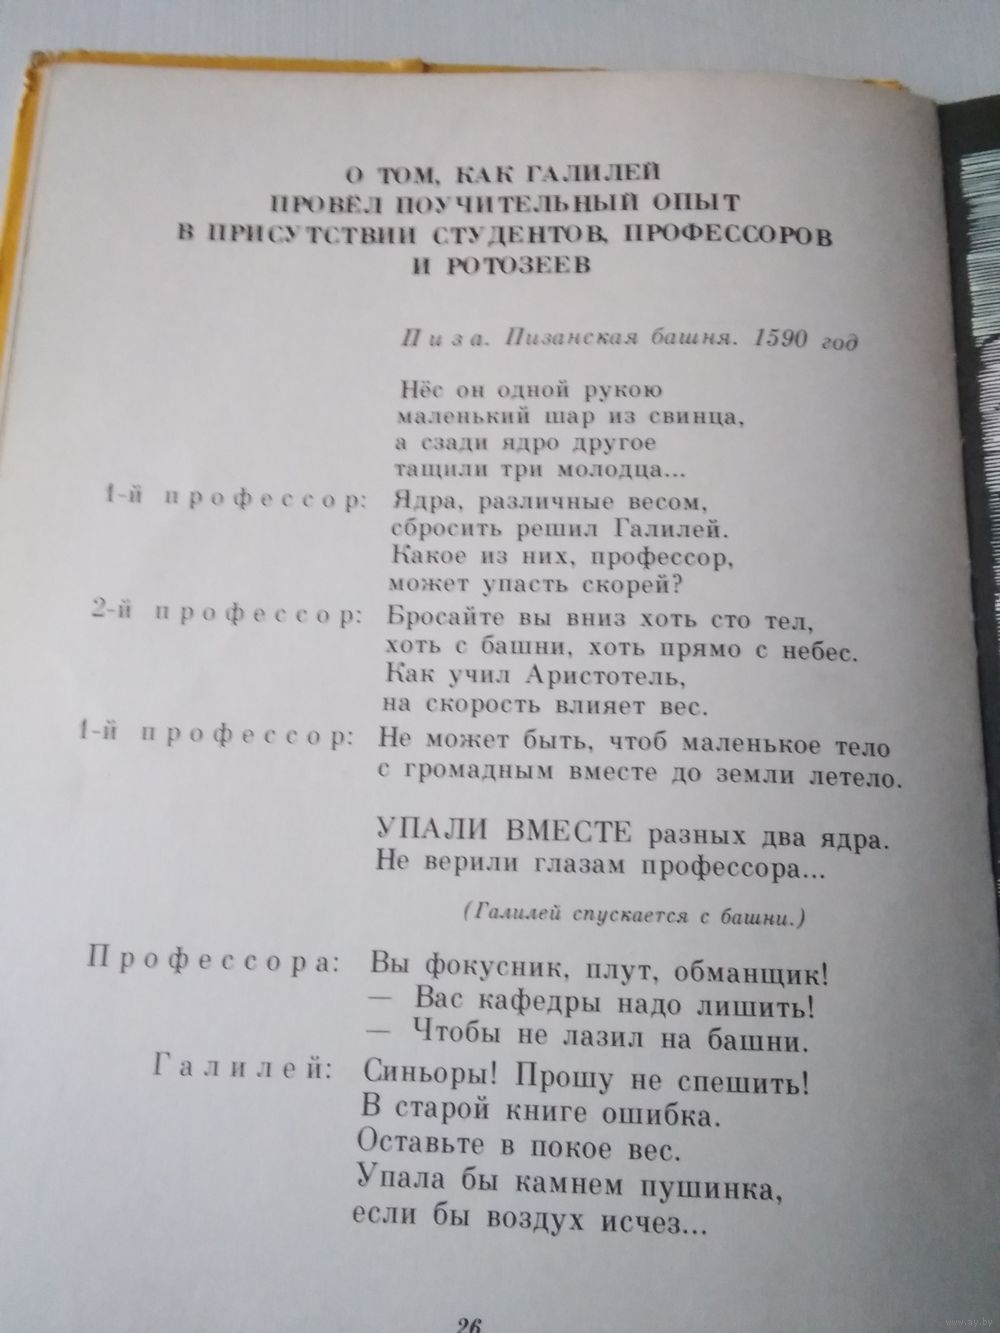 О ТОМ, КАК ГАЛИЛЕЙ
ПРОВЁЛ ПОУЧИТЕЛЬНЫЙ ОПЫТ
В ПРИСУТСТВИИ СТУДЕНТОВ, ПРОФЕССОРОВ
И РОТОЗЕЕВ
Пиза. Пизанская башня. 1590 год
Нёс он одной рукою
маленький шар из свинца,
а сзади ядро другое
тащили три молодца...
1-й профессор: Ядра, различные весом,
сбросить решил Галилей.
Какое из них, профессор,
может упасть скорей?
2-й профессор: Бросайте вы вниз хоть сто тел,
хоть с башни, хоть прямо с небес.
Как учил Аристотель,
на скорость влияет вес.
1-й профессор: Не может быть, чтоб маленькое тело
с громадным вместе до земли летело.
УПАЛИ ВМЕСТЕ разных два ядра.
Не верили глазам профессора...
(Галилей спускается с башни.)
Профессора: Вы фокусник, плут, обманщик!
— Вас кафедры надо лишить!
— Чтобы не лазил на башни.
Галилей: Синьоры! Прошу не спешить!
В старой книге ошибка.
Оставьте в покое вес.
Упала бы камнем пушинка,
если бы воздух исчез...
26
www.ay.by